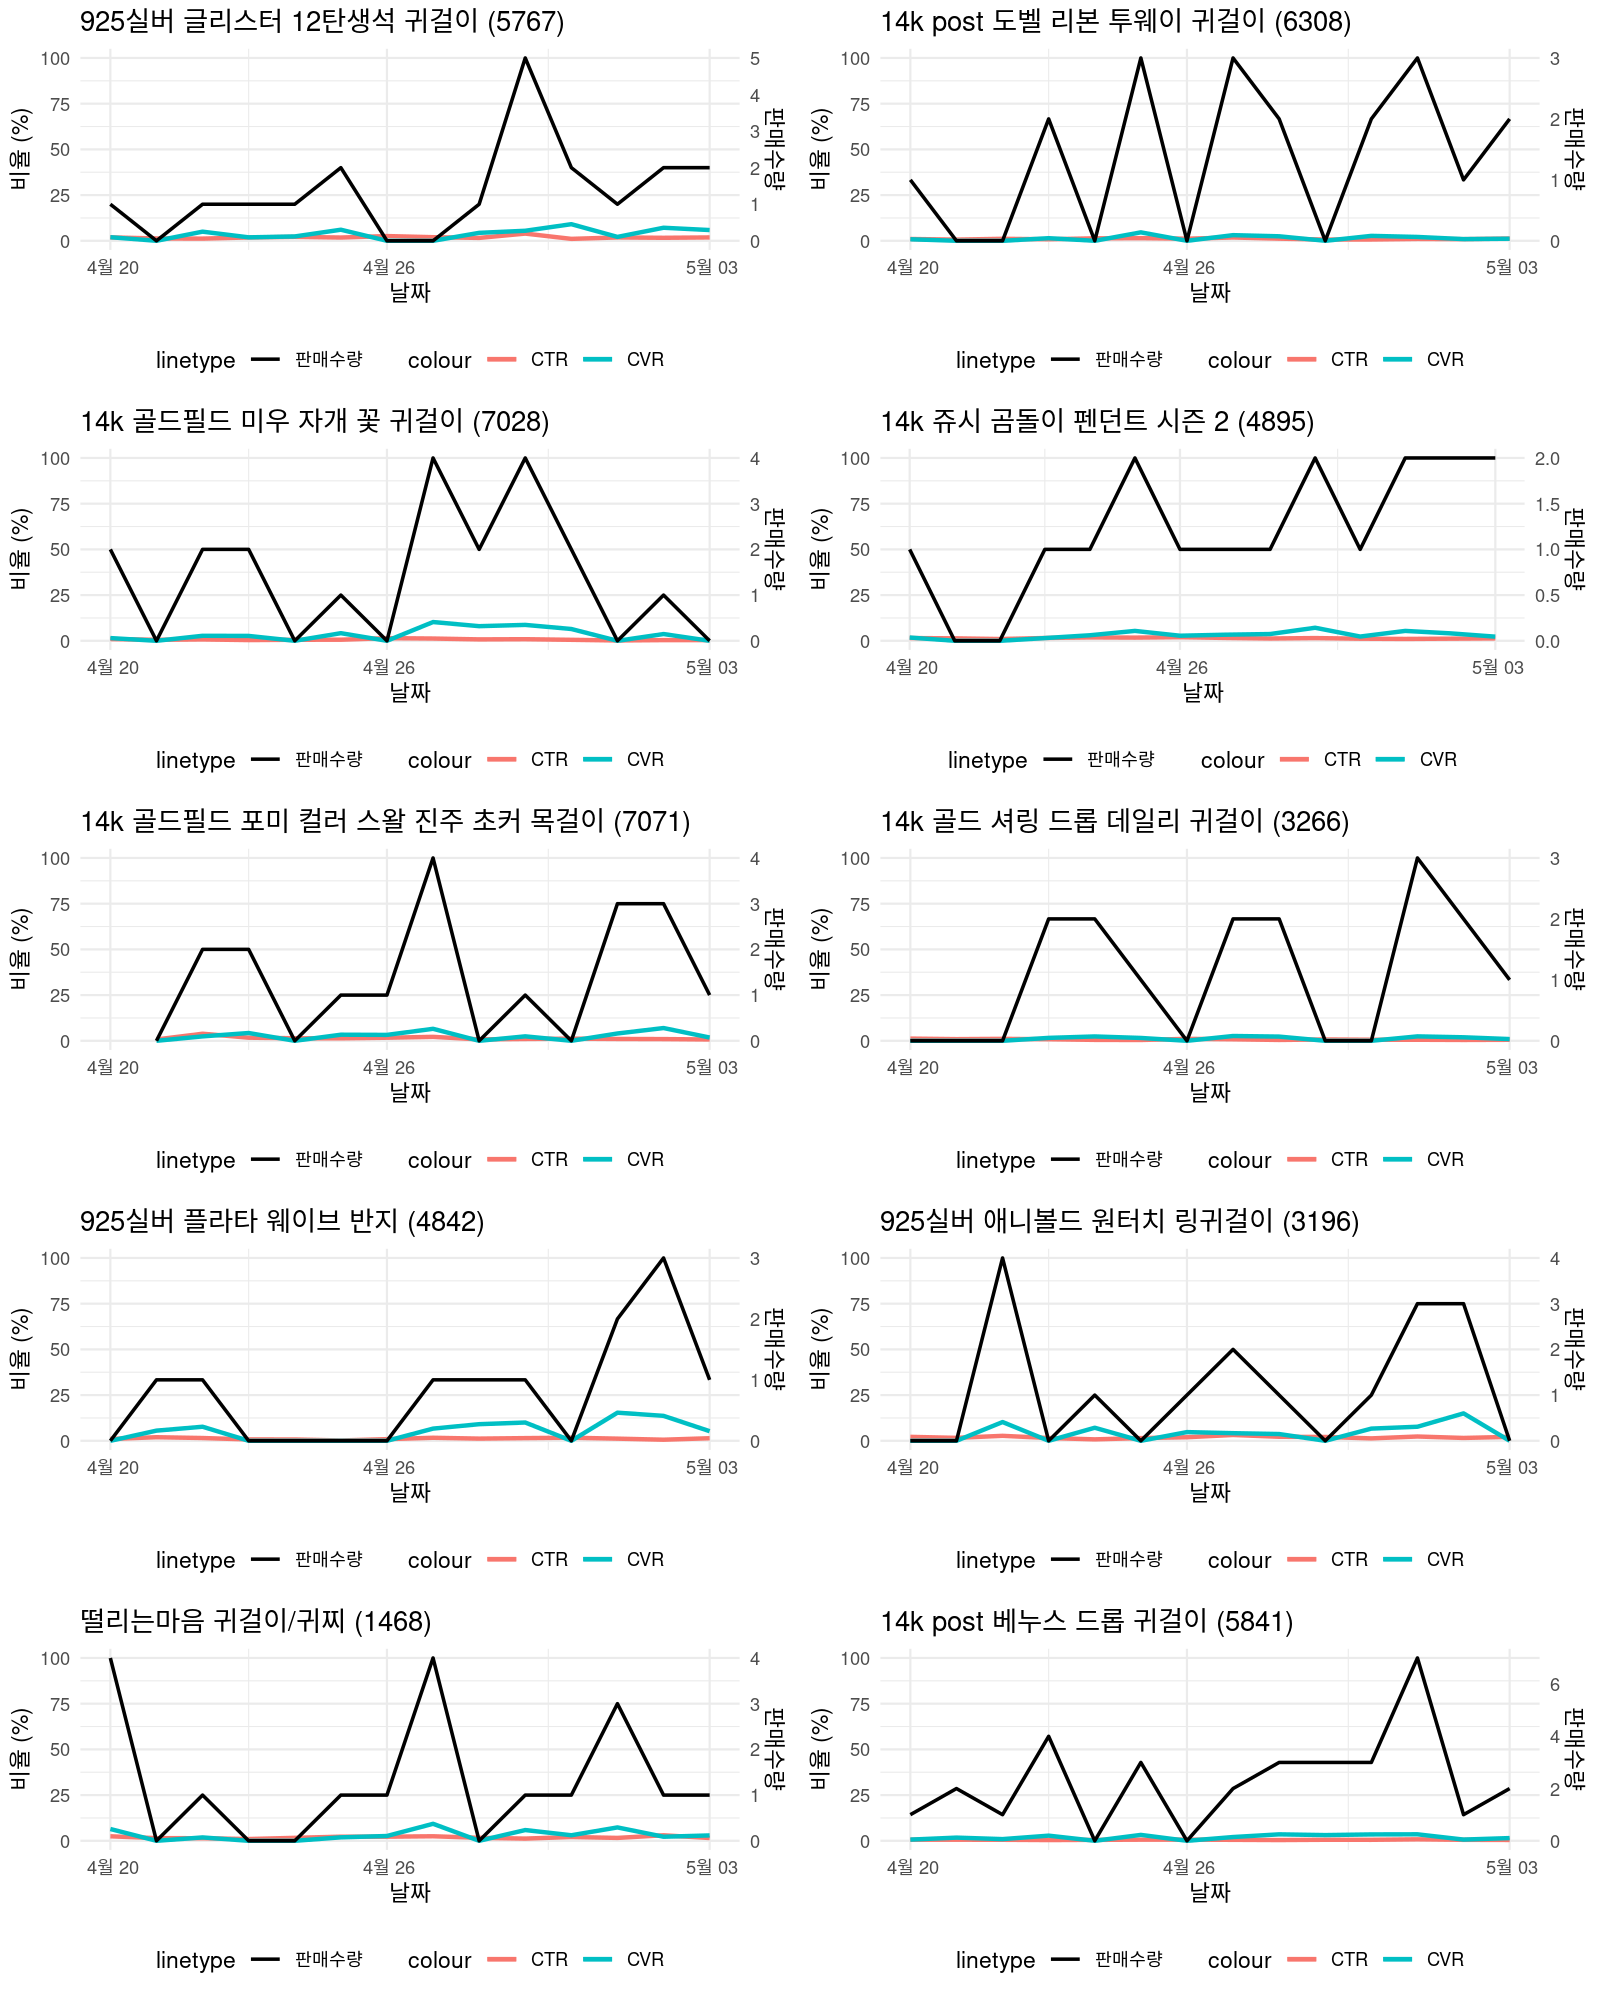 925실버 글리스터 12탄생석 귀걸이 (5767)
100
75
50
25
0
비율 (%)
5
4
3
2
1
0
판매수량
4월 20
4월 26
5월 03
날짜
linetype 판매수량 colour CTR CVR
14k post 도벨 리본 투웨이 귀걸이 (6308)
100
75
50
25
0
비율 (%)
3
2
1
0
판매수량
4월 20
4월 26
5월 03
날짜
linetype 판매수량 colour CTR CVR
14k 골드필드 미우 자개 꽃 귀걸이 (7028)
100
75
50
25
0
비율 (%)
4
3
2
1
0
판매수량
4월 20
4월 26
5월 03
날짜
linetype 판매수량 colour CTR CVR
14k 쥬시 곰돌이 펜던트 시즌 2 (4895)
100
75
50
25
0
비율 (%)
2.0
1.5
1.0
0.5
0.0
판매수량
4월 20
4월 26
5월 03
날짜
linetype 판매수량 colour CTR CVR
14k 골드필드 포미 컬러 스왈 진주 초커 목걸이 (7071)
100
75
50
25
0
비율 (%)
4
3
2
1
0
판매수량
4월 20
4월 26
5월 03
날짜
linetype 판매수량 colour CTR CVR
14k 골드 셔링 드롭 데일리 귀걸이 (3266)
100
75
50
25
0
비율 (%)
3
2
1
0
판매수량
4월 20
4월 26
5월 03
날짜
linetype 판매수량 colour CTR CVR
925실버 플라타 웨이브 반지 (4842)
100
75
50
25
0
비율 (%)
3
2
1
0
판매수량
4월 20
4월 26
5월 03
날짜
linetype 판매수량 colour CTR CVR
925실버 애니볼드 원터치 링귀걸이 (3196)
100
75
50
25
0
비율 (%)
4
3
2
1
0
판매수량
4월 20
4월 26
5월 03
날짜
linetype 판매수량 colour CTR CVR
떨리는마음 귀걸이/귀찌 (1468)
100
75
50
25
0
비율 (%)
4
3
2
1
0
판매수량
4월 20
4월 26
5월 03
날짜
linetype 판매수량 colour CTR CVR
14k post 베누스 드롭 귀걸이 (5841)
100
75
50
25
0
비율 (%)
6
4
2
0
판매수량
4월 20
4월 26
5월 03
날짜
linetype 판매수량 colour CTR CVR